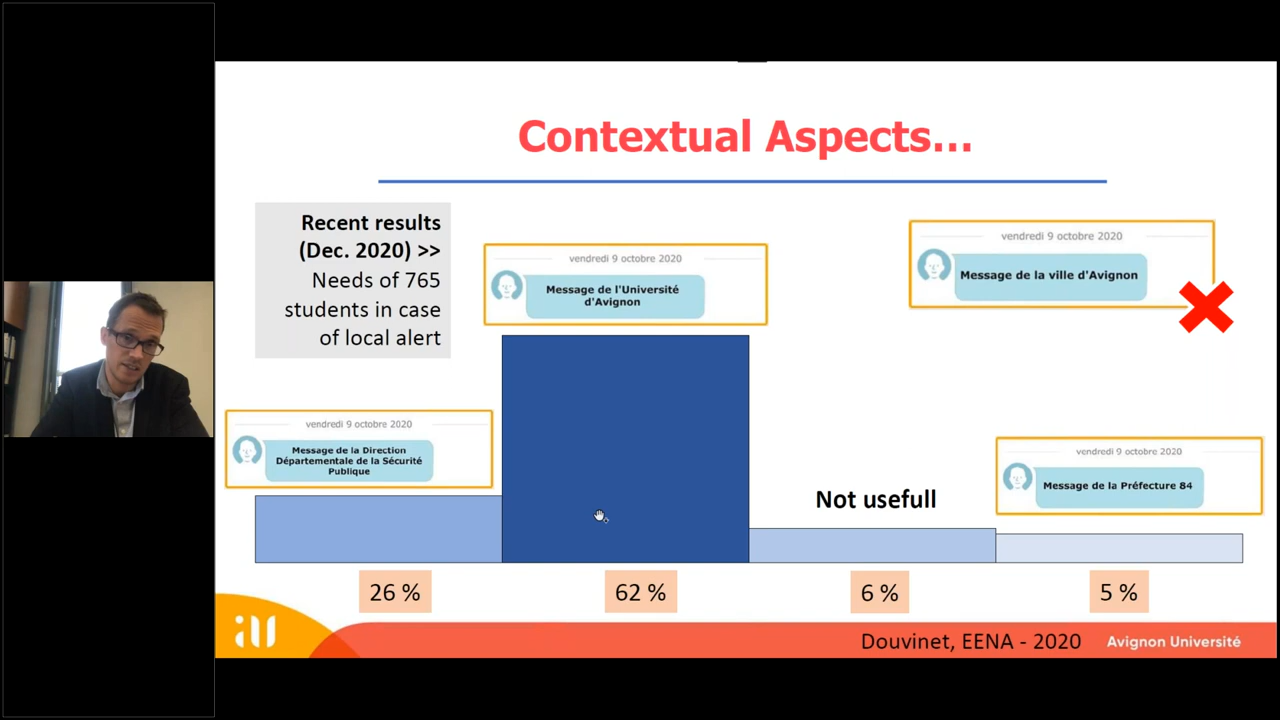 Contextual Aspects...
Recent results
(Dec. 2020) >>
Needs of 765
students in case
of local alert
vendredi 9 octobre 2020
Message de l'Université
d'Avignon
vendredi 9 octobre 2020
Message de la ville d'Avignon
vendredi 9 octobre 2020
Message de la Direction
Départementale de la Sécurité
Publique
Not usefull
vendredi 9 octobre 2020
Message de la Préfecture 84
26 %
62 %
6 %
5 %
au
Douvinet, EENA - 2020
Avignon Université